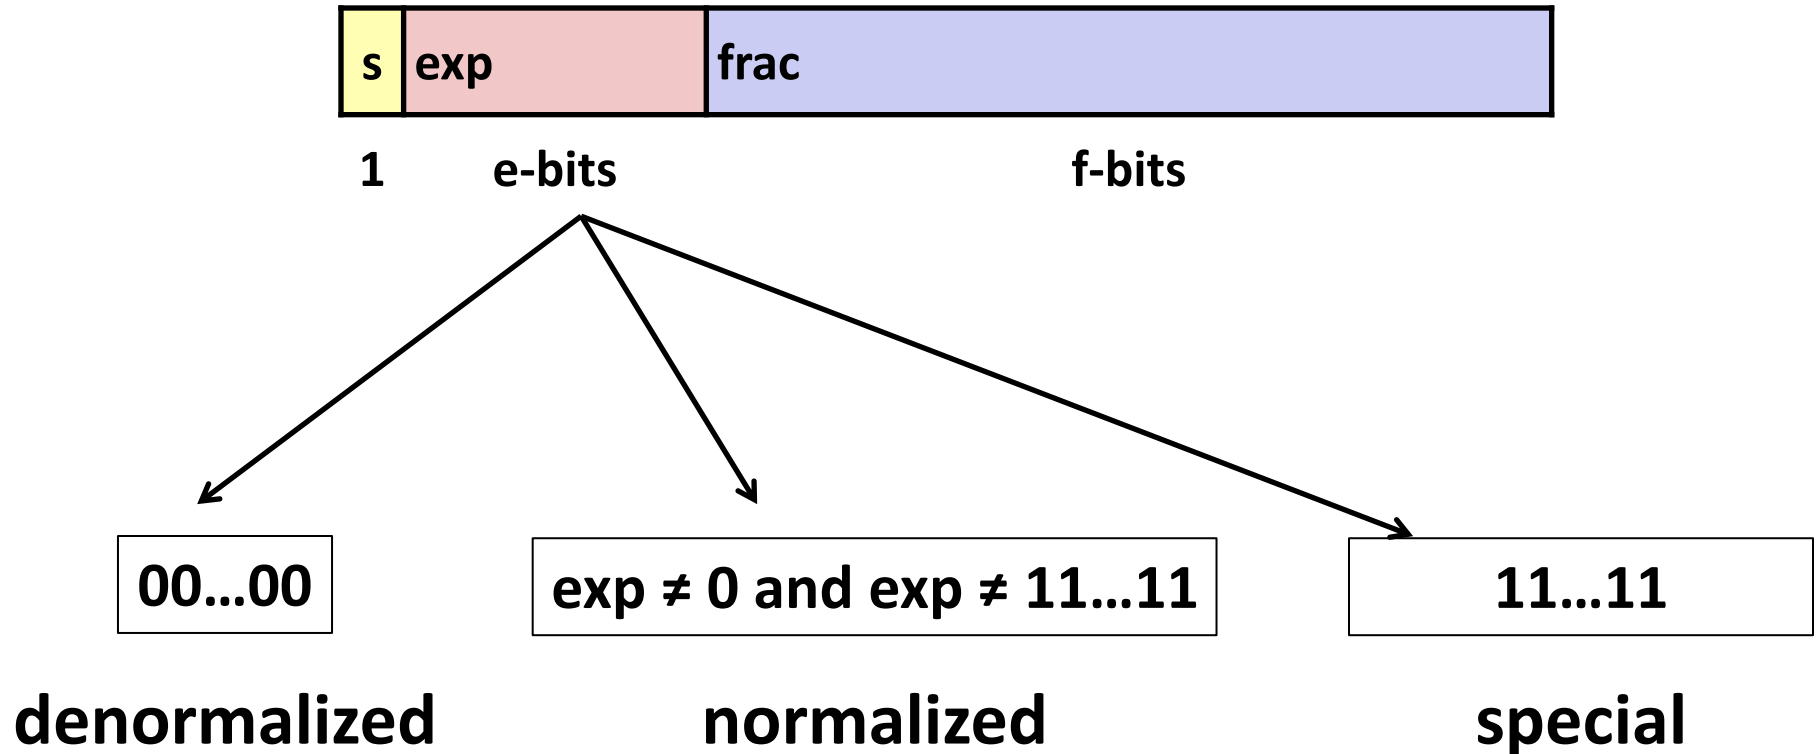 s exp frac
1 e-bits f-bits
00…00 exp ≠ 0 and exp ≠ 11…11 11…11
denormalized normalized special